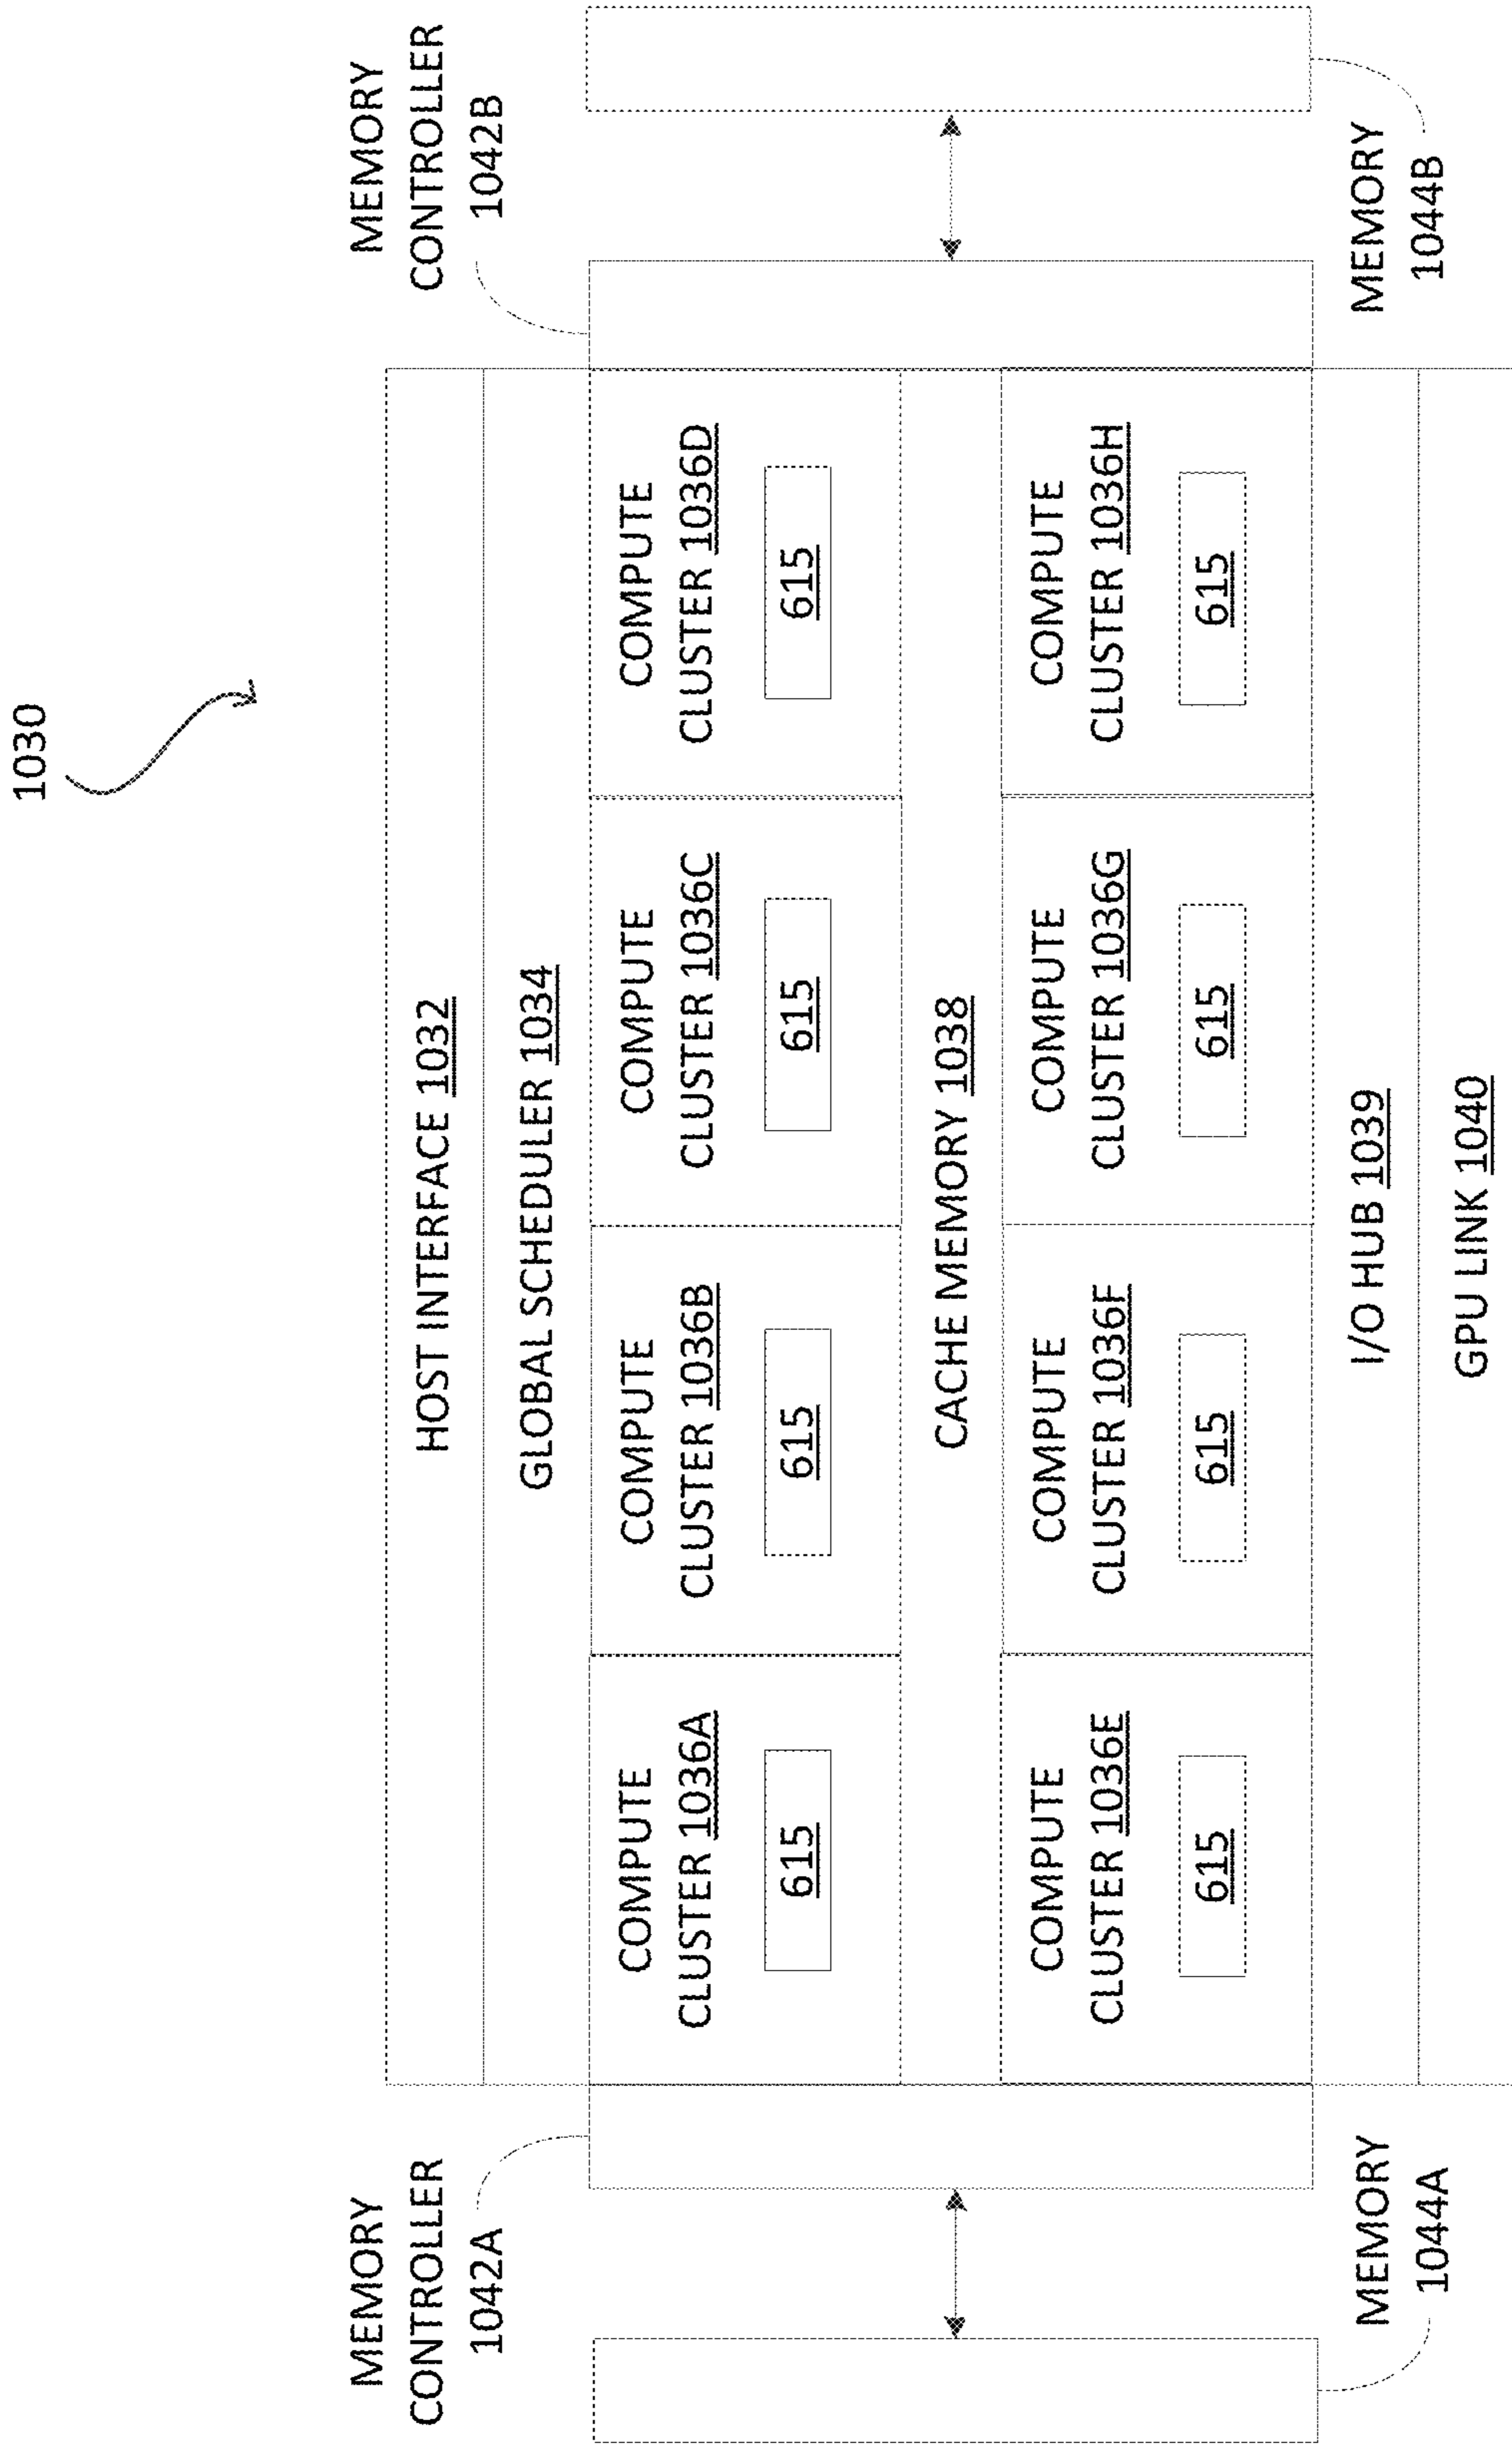 1030
MEMORY
CONTROLLER
1042A
MEMORY
CONTROLLER
1042B
HOST INTERFACE 1032
GLOBAL SCHEDULER 1034
COMPUTE
CLUSTER 1036A
615
COMPUTE
CLUSTER 1036B
615
COMPUTE
CLUSTER 1036C
615
COMPUTE
CLUSTER 1036D
615
CACHE MEMORY 1038
COMPUTE
CLUSTER 1036E
615
COMPUTE
CLUSTER 1036F
615
COMPUTE
CLUSTER 1036G
615
COMPUTE
CLUSTER 1036H
615
MEMORY
1044A
I/O HUB 1039
MEMORY
1044B
GPU LINK 1040